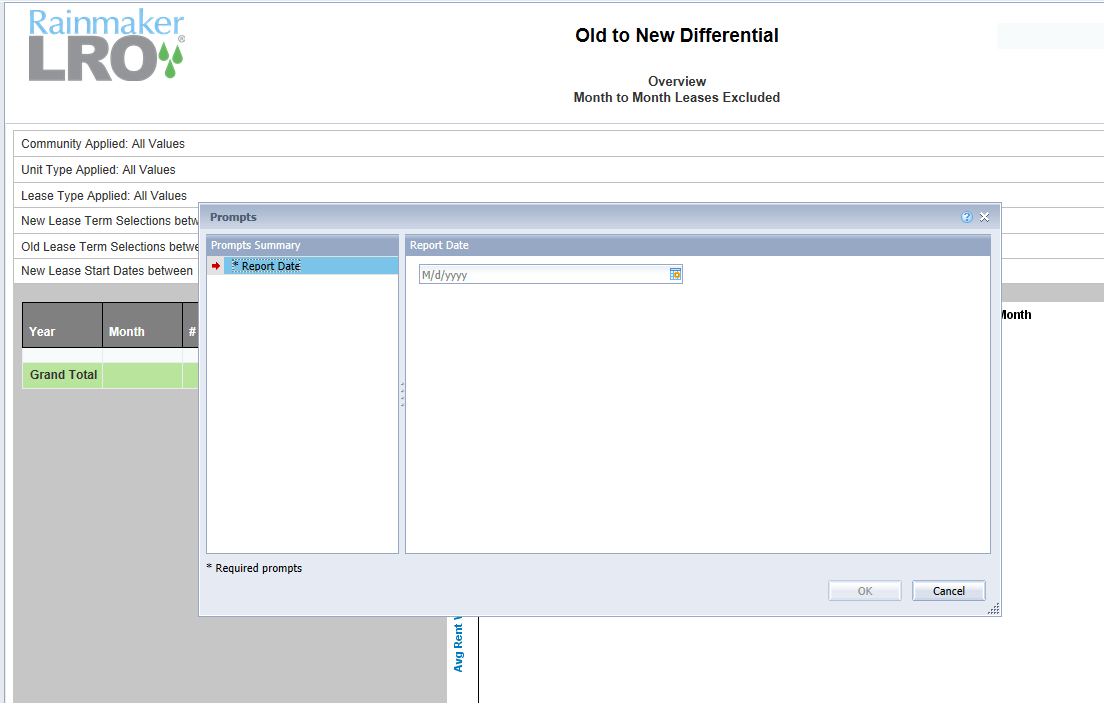 Rainmaker
LRO®
Old to New Differential
Overview
Month to Month Leases Excluded
Community Applied: All Values
Unit Type Applied: All Values
Lease Type Applied: All Values
New Lease Term Selections betw
Old Lease Term Selections betwe
New Lease Start Dates between
Prompts
?
Prompts Summary
* Report Date
Report Date
M/d/yyyy
* Required prompts
OK
Cancel
Year
Month
#
Grand Total
Month
Avg Rent